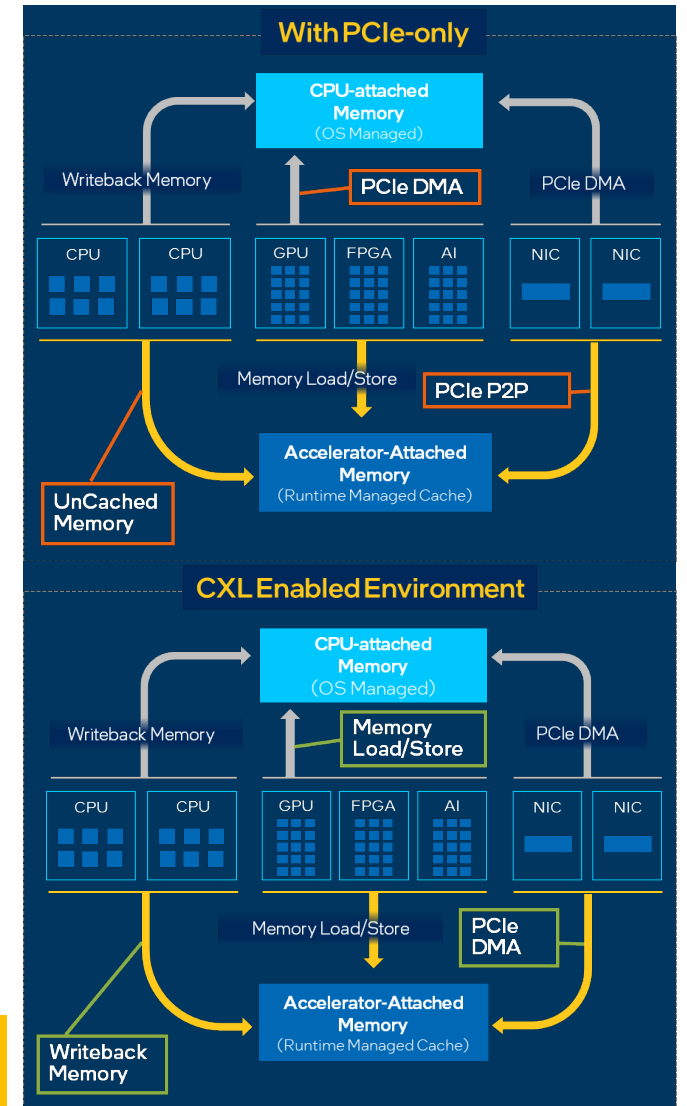 With PCIe-only
CPU-attached
Memory
(OS Managed)
Writeback Memory
PCIe DMA
PCIe DMA
CPU
CPU
GPU
FPGA
AI
NIC
NIC
Memory Load/Store
PCIe P2P
Accelerator-Attached
Memory
(Runtime Managed Cache)
UnCached
Memory
CXL Enabled Environment
CPU-attached
Memory
(OS Managed)
Writeback Memory
Memory
Load/Store
PCIe DMA
CPU
CPU
GPU
FPGA
AI
NIC
NIC
Memory Load/Store
PCIe
DMA
Accelerator-Attached
Memory
(Runtime Managed Cache)
Writeback
Memory